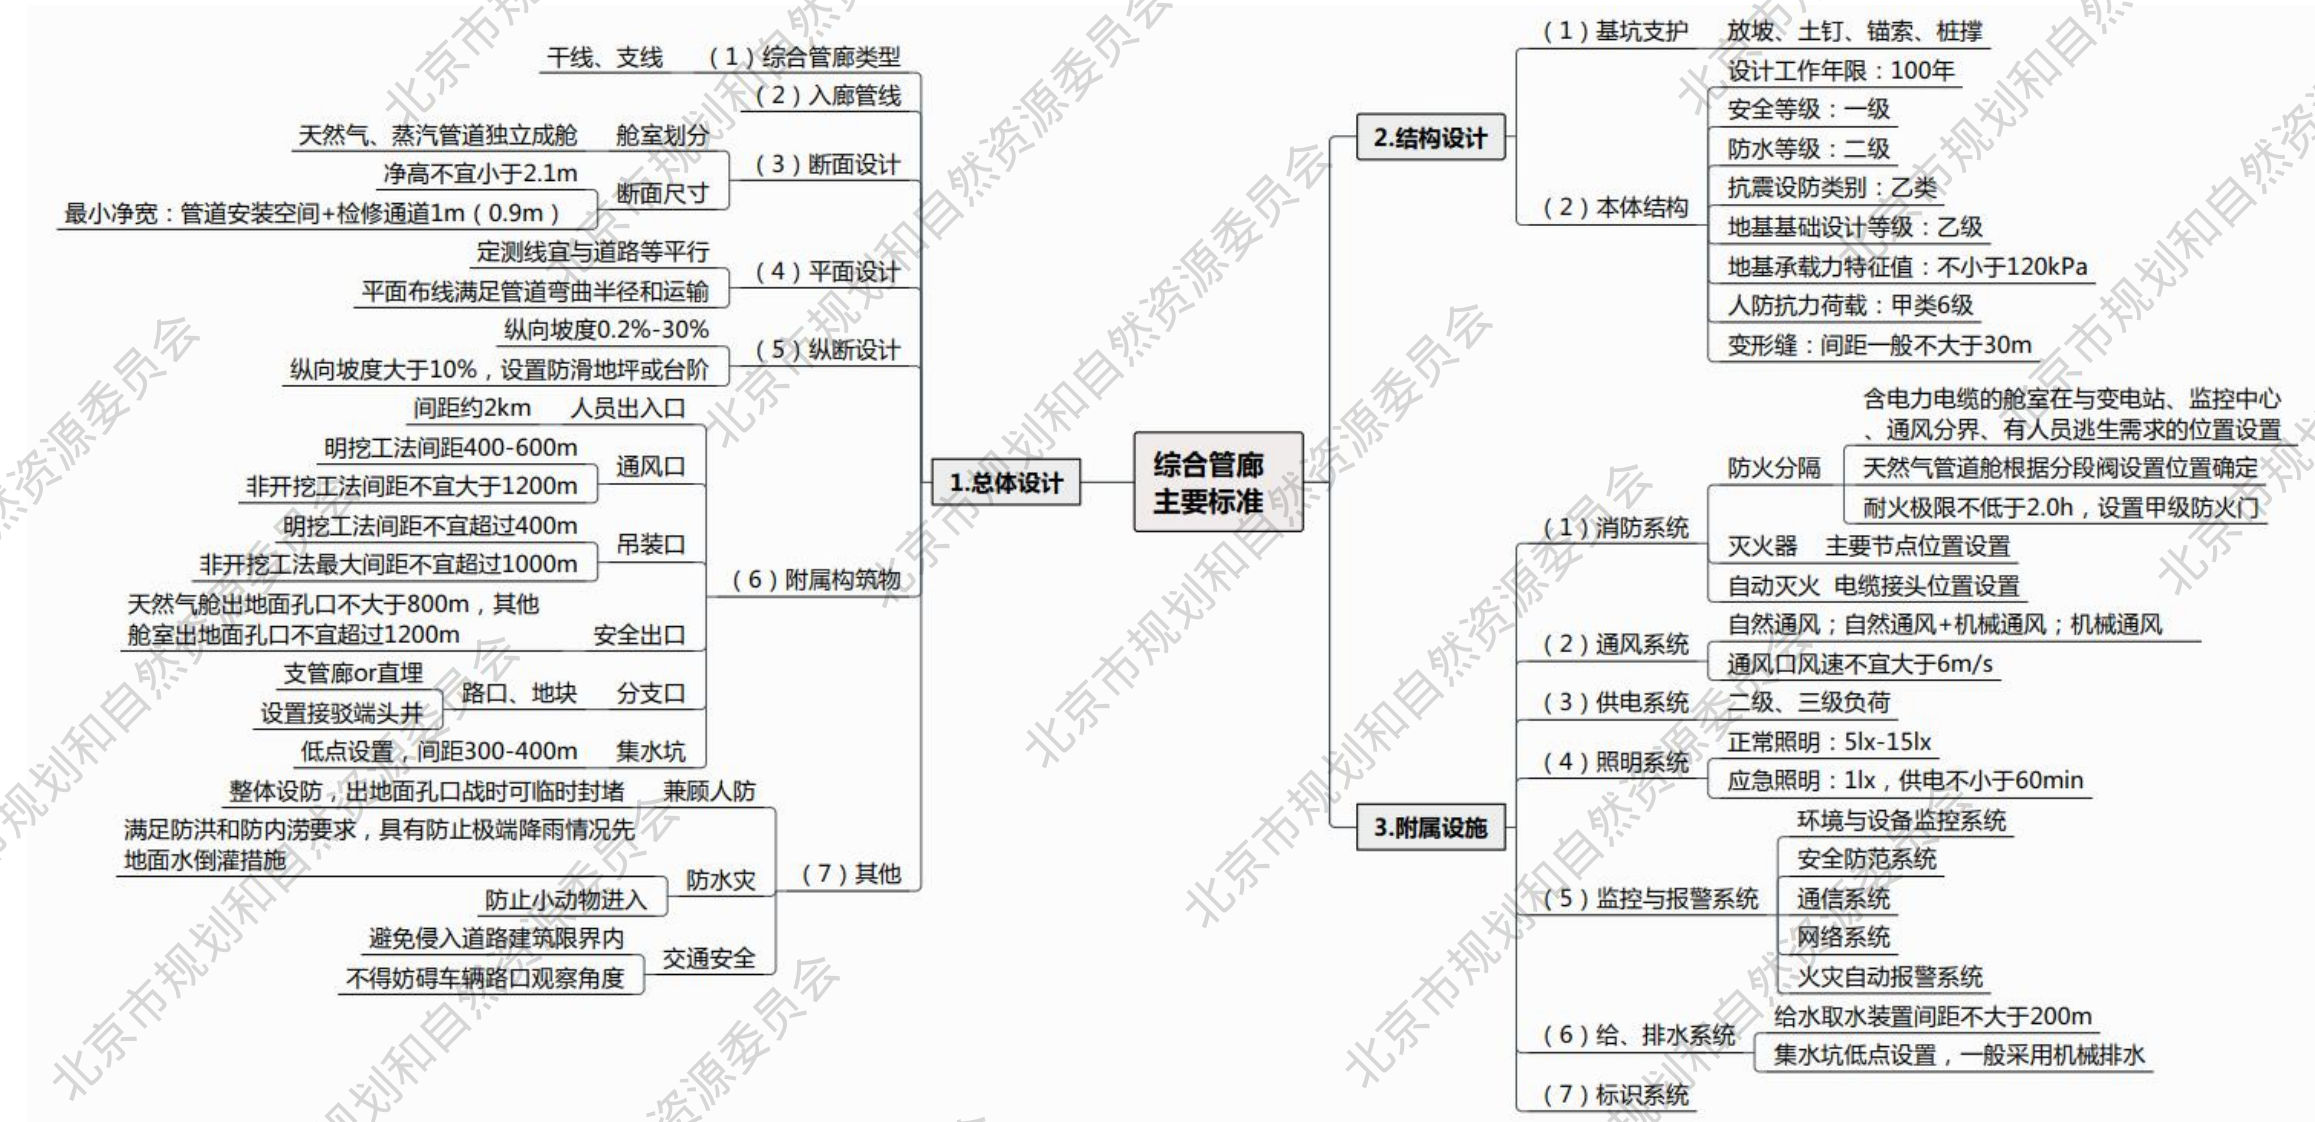 综合管廊
主要标准
1.总体设计
(1)综合管廊类型
干线、支线
(2)入廊管线
(3)断面设计
舱室划分
天然气、蒸汽管道独立成舱
断面尺寸
净高不宜小于2.1m
最小净宽:管道安装空间+检修通道1m(0.9m)
(4)平面设计
定测线宜与道路等平行
平面布线满足管道弯曲半径和运输
(5)纵断设计
纵向坡度0.2%-30%
纵向坡度大于10%,设置防滑地坪或台阶
(6)附属构筑物
人员出入口
间距约2km
通风口
明挖工法间距400-600m
非开挖工法间距不宜大于1200m
吊装口
明挖工法间距不宜超过400m
非开挖工法最大间距不宜超过1000m
安全出口
天然气舱出地面孔口不大于800m,其他
舱室出地面孔口不宜超过1200m
分支口
路口、地块
支管廊or直埋
设置接驳端头井
集水坑
低点设置,间距300-400m
(7)其他
兼顾人防
整体设防,出地面孔口战时可临时封堵
防水灾
满足防洪和防内涝要求,具有防止极端降雨情况先
地面水倒灌措施
防止小动物进入
交通安全
避免侵入道路建筑限界内
不得妨碍车辆路口观察角度
2.结构设计
(1)基坑支护
放坡、土钉、锚索、桩撑
(2)本体结构
设计工作年限:100年
安全等级:一级
防水等级:二级
抗震设防类别:乙类
地基基础设计等级:乙级
地基承载力特征值:不小于120kPa
人防抗力荷载:甲类6级
变形缝:间距一般不大于30m
3.附属设施
(1)消防系统
防火分隔
含电力电缆的舱室在与变电站、监控中心
、通风分界、有人员逃生需求的位置设置
天然气管道舱根据分段阀设置位置确定
耐火极限不低于2.0h,设置甲级防火门
灭火器 主要节点位置设置
自动灭火 电缆接头位置设置
(2)通风系统
自然通风;自然通风+机械通风;机械通风
通风口风速不宜大于6m/s
(3)供电系统
二级、三级负荷
(4)照明系统
正常照明:5lx-15lx
应急照明:1lx,供电不小于60min
(5)监控与报警系统
环境与设备监控系统
安全防范系统
通信系统
网络系统
火灾自动报警系统
(6)给、排水系统
给水取水装置间距不大于200m
集水坑低点设置,一般采用机械排水
(7)标识系统
北京市规划和自然资源委员会